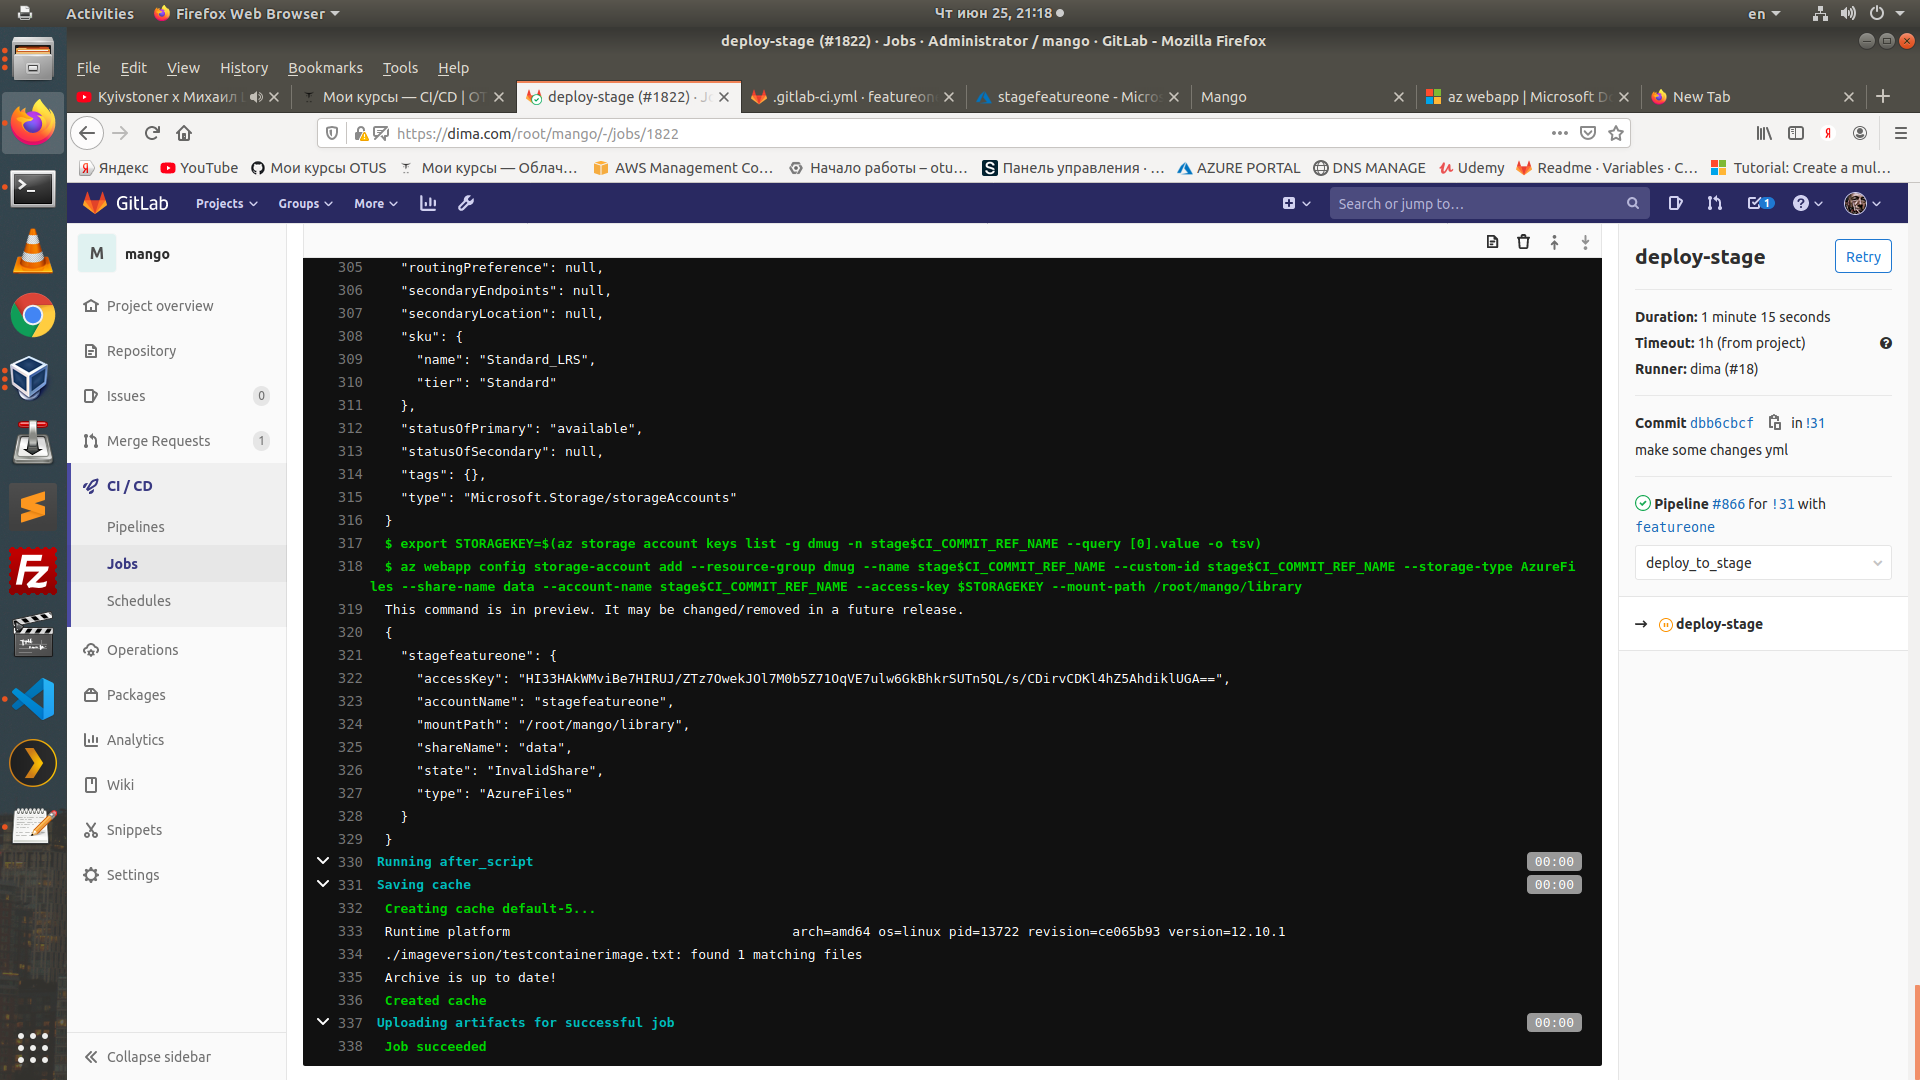 Activities
Firefox Web Browser
Чт июн 25, 21:18
en
deploy-stage (#1822) · Jobs · Administrator / mango · GitLab - Mozilla Firefox
File Edit View History Bookmarks Tools Help
Kyivstoner x Михаил
Мои курсы — CI/CD | OT
deploy-stage (#1822) · Jo
.gitlab-ci.yml · featureon
stagefeatureone - Micros
Mango
az webapp | Microsoft Do
New Tab
https://dima.com/root/mango/-/jobs/1822
Яндекс
YouTube
Мои курсы OTUS
Мои курсы — Облач…
AWS Management Co…
Начало работы – otu…
Панель управления · …
AZURE PORTAL
DNS MANAGE
Udemy
Readme · Variables · C…
Tutorial: Create a mul…
GitLab
Projects
Groups
More
Search or jump to…
1
M mango
Project overview
Repository
Issues 0
Merge Requests 1
CI / CD
Pipelines
Jobs
Schedules
Operations
Packages
Analytics
Wiki
Snippets
Settings
Collapse sidebar
305 "routingPreference": null,
306 "secondaryEndpoints": null,
307 "secondaryLocation": null,
308 "sku": {
309 "name": "Standard_LRS",
310 "tier": "Standard"
311 },
312 "statusOfPrimary": "available",
313 "statusOfSecondary": null,
314 "tags": {},
315 "type": "Microsoft.Storage/storageAccounts"
316 }
317 $ export STORAGEKEY=$(az storage account keys list -g dmug -n stage$CI_COMMIT_REF_NAME --query [0].value -o tsv)
318 $ az webapp config storage-account add --resource-group dmug --name stage$CI_COMMIT_REF_NAME --custom-id stage$CI_COMMIT_REF_NAME --storage-type AzureFi
les --share-name data --account-name stage$CI_COMMIT_REF_NAME --access-key $STORAGEKEY --mount-path /root/mango/library
319 This command is in preview. It may be changed/removed in a future release.
320 {
321 "stagefeatureone": {
322 "accessKey": "HI33HAkWMviBe7HIRUJ/ZTz7OwekJOl7M0b5Z71OqVE7ulw6GkBhkrSUTn5QL/s/CDirvCDKl4hZ5AhdiklUGA==",
323 "accountName": "stagefeatureone",
324 "mountPath": "/root/mango/library",
325 "shareName": "data",
326 "state": "InvalidShare",
327 "type": "AzureFiles"
328 }
329 }
330 Running after_script 00:00
331 Saving cache 00:00
332 Creating cache default-5...
333 Runtime platform arch=amd64 os=linux pid=13722 revision=ce065b93 version=12.10.1
334 ./imageversion/testcontainerimage.txt: found 1 matching files
335 Archive is up to date!
336 Created cache
337 Uploading artifacts for successful job 00:00
338 Job succeeded
deploy-stage
Retry
Duration: 1 minute 15 seconds
Timeout: 1h (from project)
Runner: dima (#18)
Commit dbb6cbcf in !31
make some changes yml
Pipeline #866 for !31 with
featureone
deploy_to_stage
→ deploy-stage